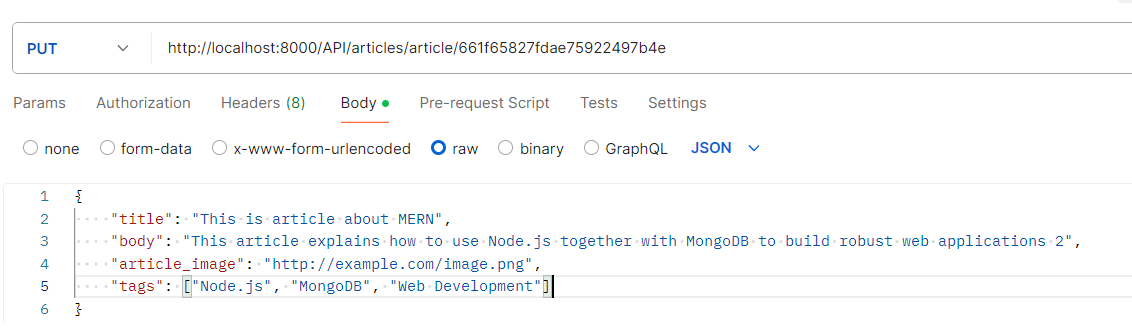 PUT http://localhost:8000/API/articles/article/661f65827fdae75922497b4e
Params Authorization Headers (8) Body Pre-request Script Tests Settings
none form-data x-www-form-urlencoded raw binary GraphQL JSON
1 {
2 "title": "This is article about MERN",
3 "body": "This article explains how to use Node.js together with MongoDB to build robust web applications 2",
4 "article_image": "http://example.com/image.png",
5 "tags": ["Node.js", "MongoDB", "Web Development"]
6 }